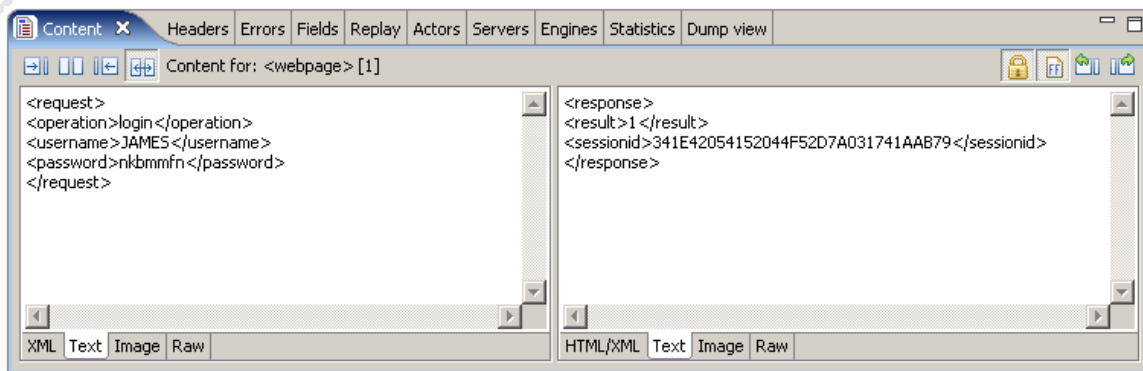 Content Headers Errors Fields Replay Actors Servers Engines Statistics Dump view
Content for: <webpage> [1]
FF
<request>
<operation>login</operation>
<username>JAMES</username>
<password>nkbmmfn</password>
</request>
XML Text Image Raw
<response>
<result>1</result>
<sessionid>341E42054152044F52D7A031741AAB79</sessionid>
</response>
HTML/XML Text Image Raw